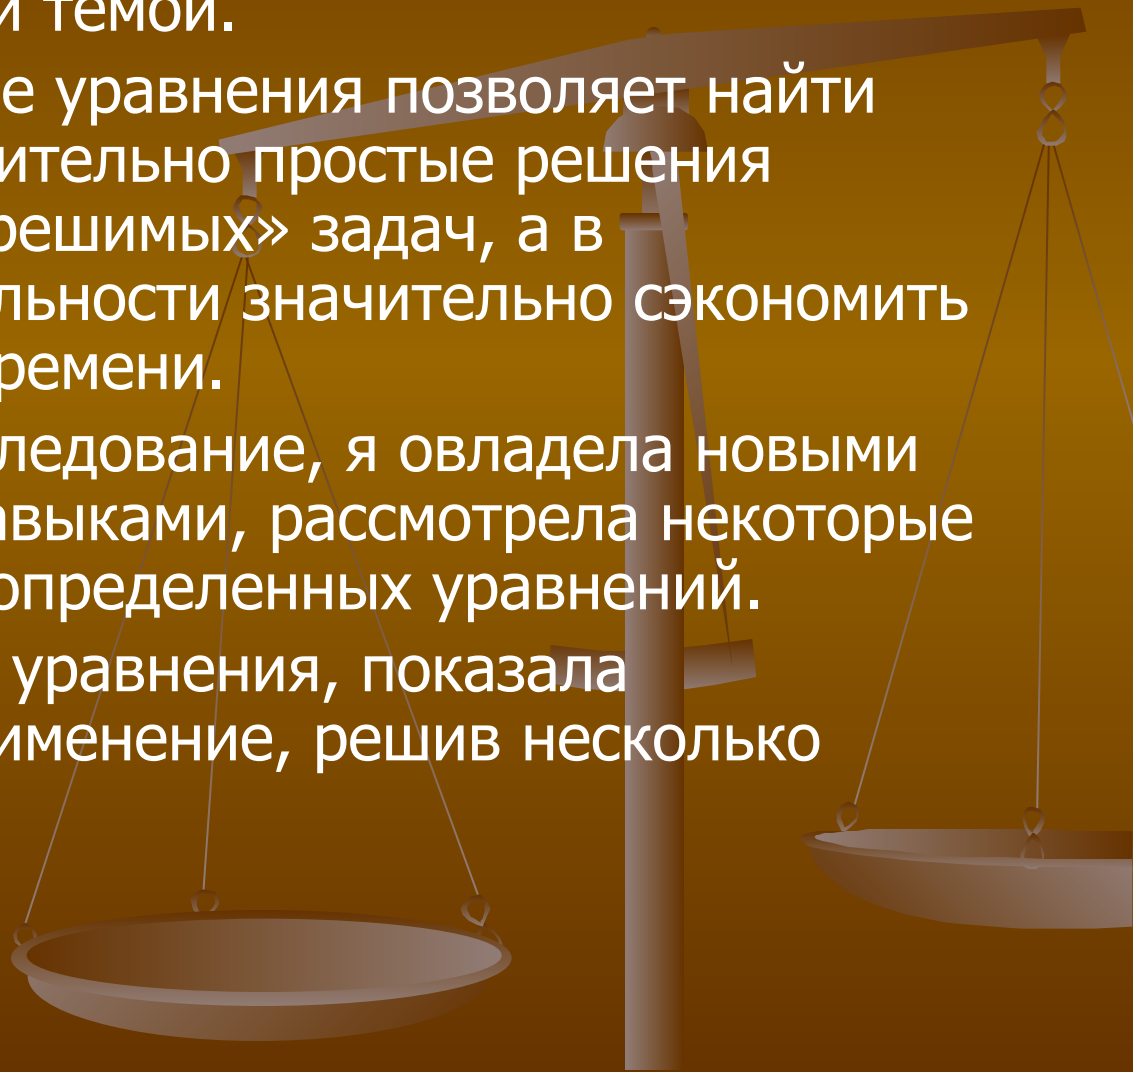 и темой.
е уравнения позволяет найти
ительно простые решения
решимых» задач, а в
льности значительно сэкономить
ремени.
ледование, я овладела новыми
авыками, рассмотрела некоторые
определенных уравнений.
уравнения, показала
именение, решив несколько